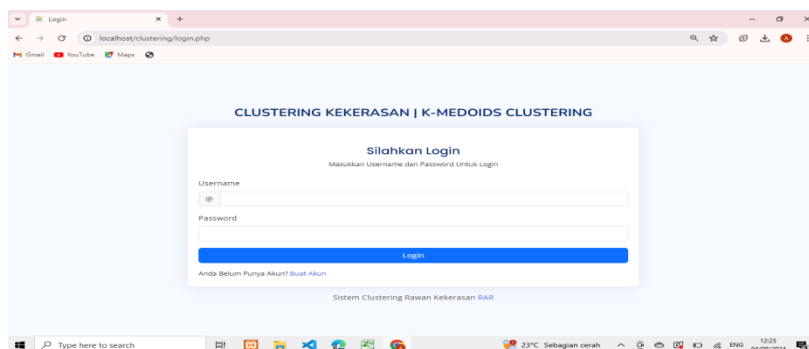 Login
localhost/clustering/login.php
Gmail YouTube Maps
CLUSTERING KEKERASAN | K-MEDOIDS CLUSTERING
Silahkan Login
Masukkan Username dan Password Untuk Login
Username
@
Password
Login
Anda Belum Punya Akun? Buat Akun
Sistem Clustering Rawan Kekerasan RAR
Type here to search 23°C Sebagian cerah ENG 12:25